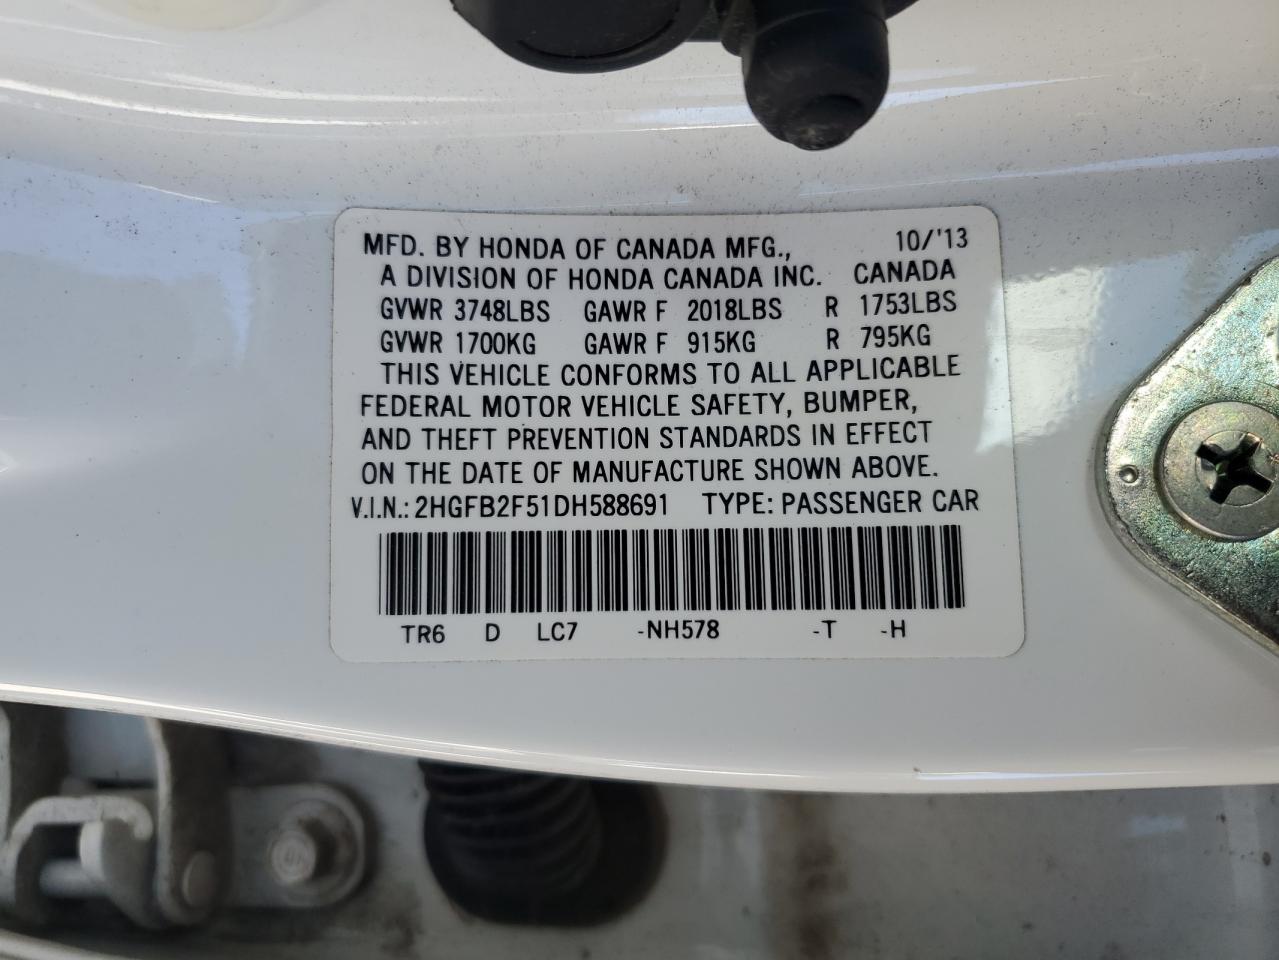 MFD. BY HONDA OF CANADA MFG., 10/'13
A DIVISION OF HONDA CANADA INC. CANADA
GVWR 3748LBS GAWR F 2018LBS R 1753LBS
GVWR 1700KG GAWR F 915KG R 795KG
THIS VEHICLE CONFORMS TO ALL APPLICABLE
FEDERAL MOTOR VEHICLE SAFETY, BUMPER,
AND THEFT PREVENTION STANDARDS IN EFFECT
ON THE DATE OF MANUFACTURE SHOWN ABOVE.
V.I.N.: 2HGFB2F51DH588691 TYPE: PASSENGER CAR
TR6 D LC7 -NH578 -T -H